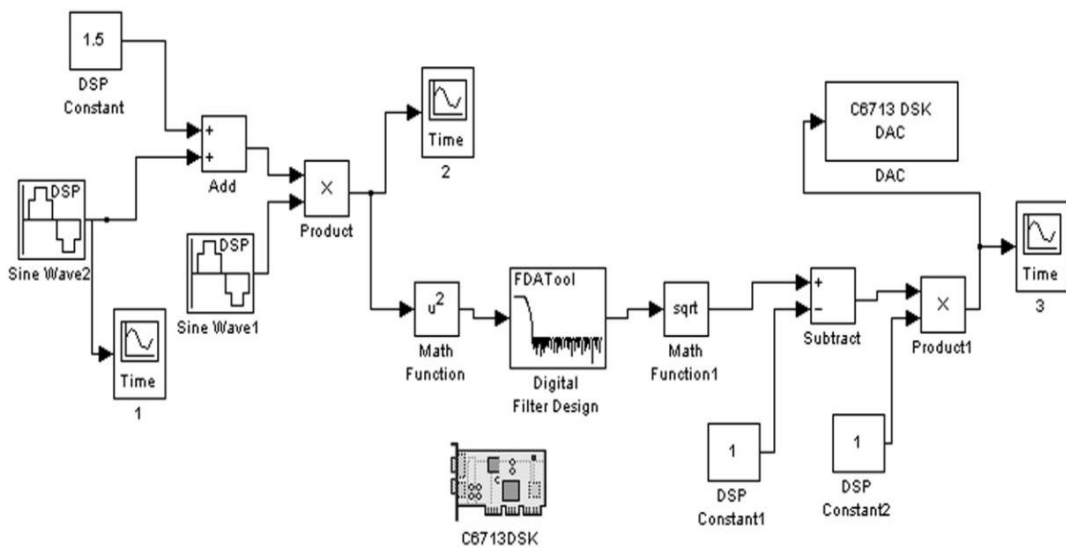 1.5
DSP
Constant
+
+
Add
DSP
Sine Wave2
DSP
Sine Wave1
X
Product
Time
1
Time
2
u²
Math
Function
FDATool
Digital
Filter Design
sqrt
Math
Function1
+
−
Subtract
X
Product1
1
DSP
Constant1
1
DSP
Constant2
C6713 DSK
DAC
DAC
Time
3
C6713DSK